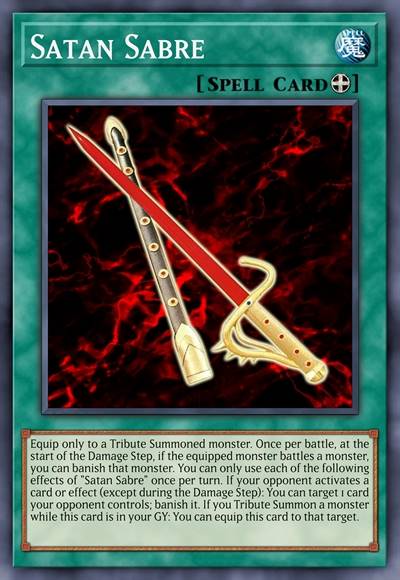 Satan Sabre
魔
[Spell Card]
Equip only to a Tribute Summoned monster. Once per battle, at the
start of the Damage Step, if the equipped monster battles a monster,
you can banish that monster. You can only use each of the following
effects of "Satan Sabre" once per turn. If your opponent activates a
card or effect (except during the Damage Step): You can target 1 card
your opponent controls; banish it. If you Tribute Summon a monster
while this card is in your GY: You can equip this card to that target.